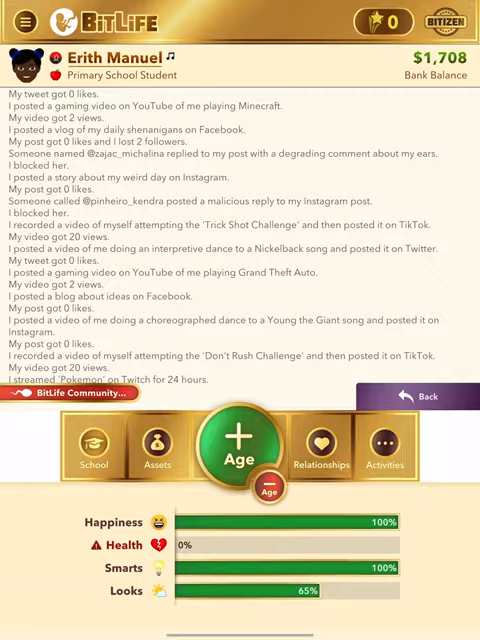 BITLIFE
0
BITIZEN
Erith Manuel
$1,708
Primary School Student
Bank Balance
My tweet got 0 likes.
I posted a gaming video on YouTube of me playing Minecraft.
My video got 2 views.
I posted a vlog of my daily shenanigans on Facebook.
My post got 0 likes and I lost 2 followers.
Someone named @zajac_michalina replied to my post with a degrading comment about my ears.
I blocked her.
I posted a story about my weird day on Instagram.
My post got 0 likes.
Someone called @pinheiro_kendra posted a malicious reply to my Instagram post.
I blocked her.
I recorded a video of myself attempting the 'Trick Shot Challenge' and then posted it on TikTok.
My video got 20 views.
I posted a video of me doing an interpretive dance to a Nickelback song and posted it on Twitter.
My tweet got 0 likes.
I posted a gaming video on YouTube of me playing Grand Theft Auto.
My video got 2 views.
I posted a blog about ideas on Facebook.
My post got 0 likes.
I posted a video of me doing a choreographed dance to a Young the Giant song and posted it on
Instagram.
My post got 0 likes.
I recorded a video of myself attempting the 'Don't Rush Challenge' and then posted it on TikTok.
My video got 20 views.
I streamed 'Pokemon' on Twitch for 24 hours.
BitLife Community...
Back
School
Assets
Age
Age
Relationships
Activities
Happiness
100%
Health
0%
Smarts
100%
Looks
65%